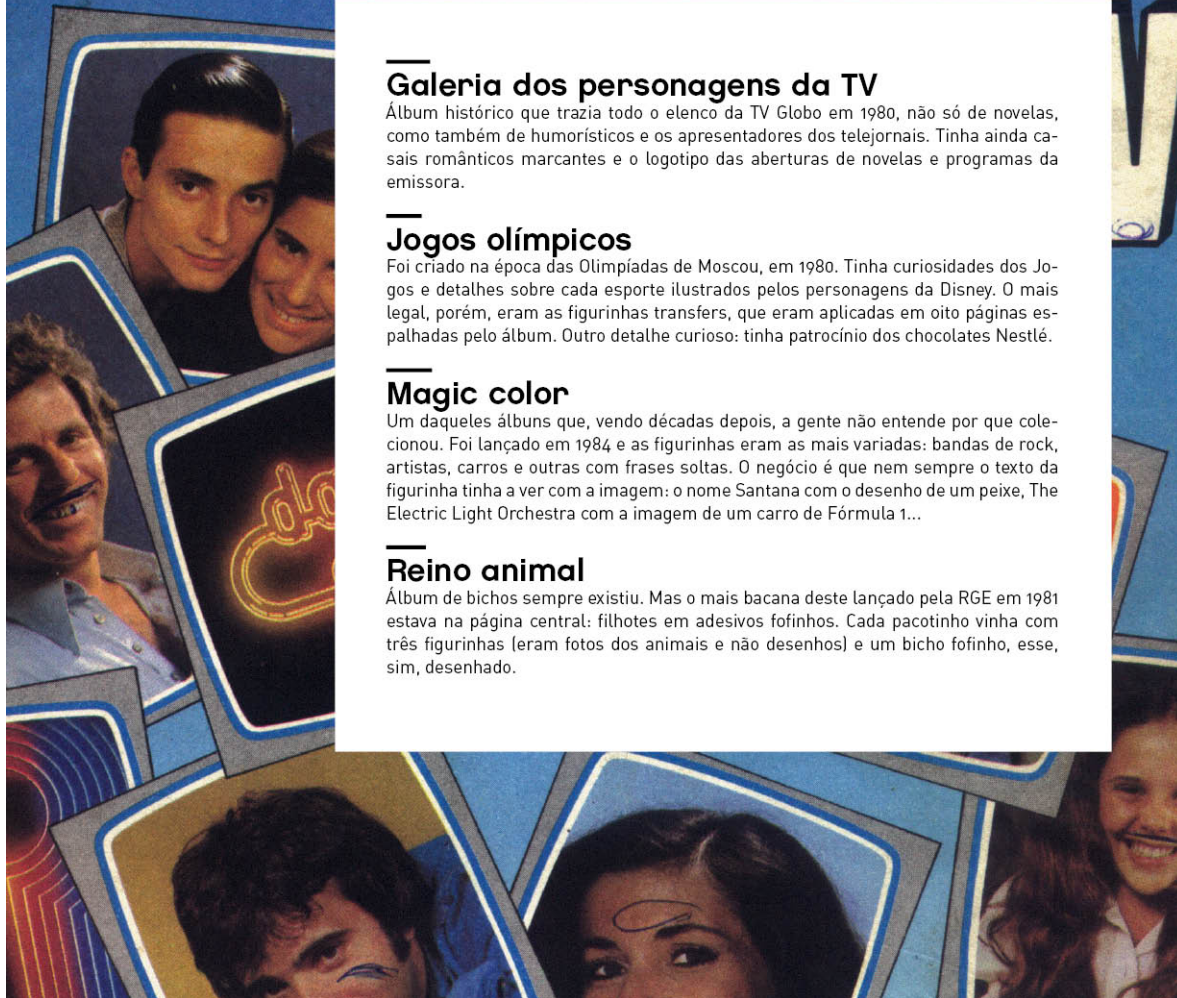 Galeria dos personagens da TV
Álbum histórico que trazia todo o elenco da TV Globo em 1980, não só de novelas,
como também de humorísticos e os apresentadores dos telejornais. Tinha ainda ca-
sais românticos marcantes e o logotipo das aberturas de novelas e programas da
emissora.
Jogos olímpicos
Foi criado na época das Olimpíadas de Moscou, em 1980. Tinha curiosidades dos Jo-
gos e detalhes sobre cada esporte ilustrados pelos personagens da Disney. O mais
legal, porém, eram as figurinhas transfers, que eram aplicadas em oito páginas es-
palhadas pelo álbum. Outro detalhe curioso: tinha patrocínio dos chocolates Nestlé.
Magic color
Um daqueles álbuns que, vendo décadas depois, a gente não entende por que cole-
cionou. Foi lançado em 1984 e as figurinhas eram as mais variadas: bandas de rock,
artistas, carros e outras com frases soltas. O negócio é que nem sempre o texto da
figurinha tinha a ver com a imagem: o nome Santana com o desenho de um peixe, The
Electric Light Orchestra com a imagem de um carro de Fórmula 1...
Reino animal
Álbum de bichos sempre existiu. Mas o mais bacana deste lançado pela RGE em 1981
estava na página central: filhotes em adesivos fofinhos. Cada pacotinho vinha com
três figurinhas (eram fotos dos animais e não desenhos) e um bicho fofinho, esse,
sim, desenhado.